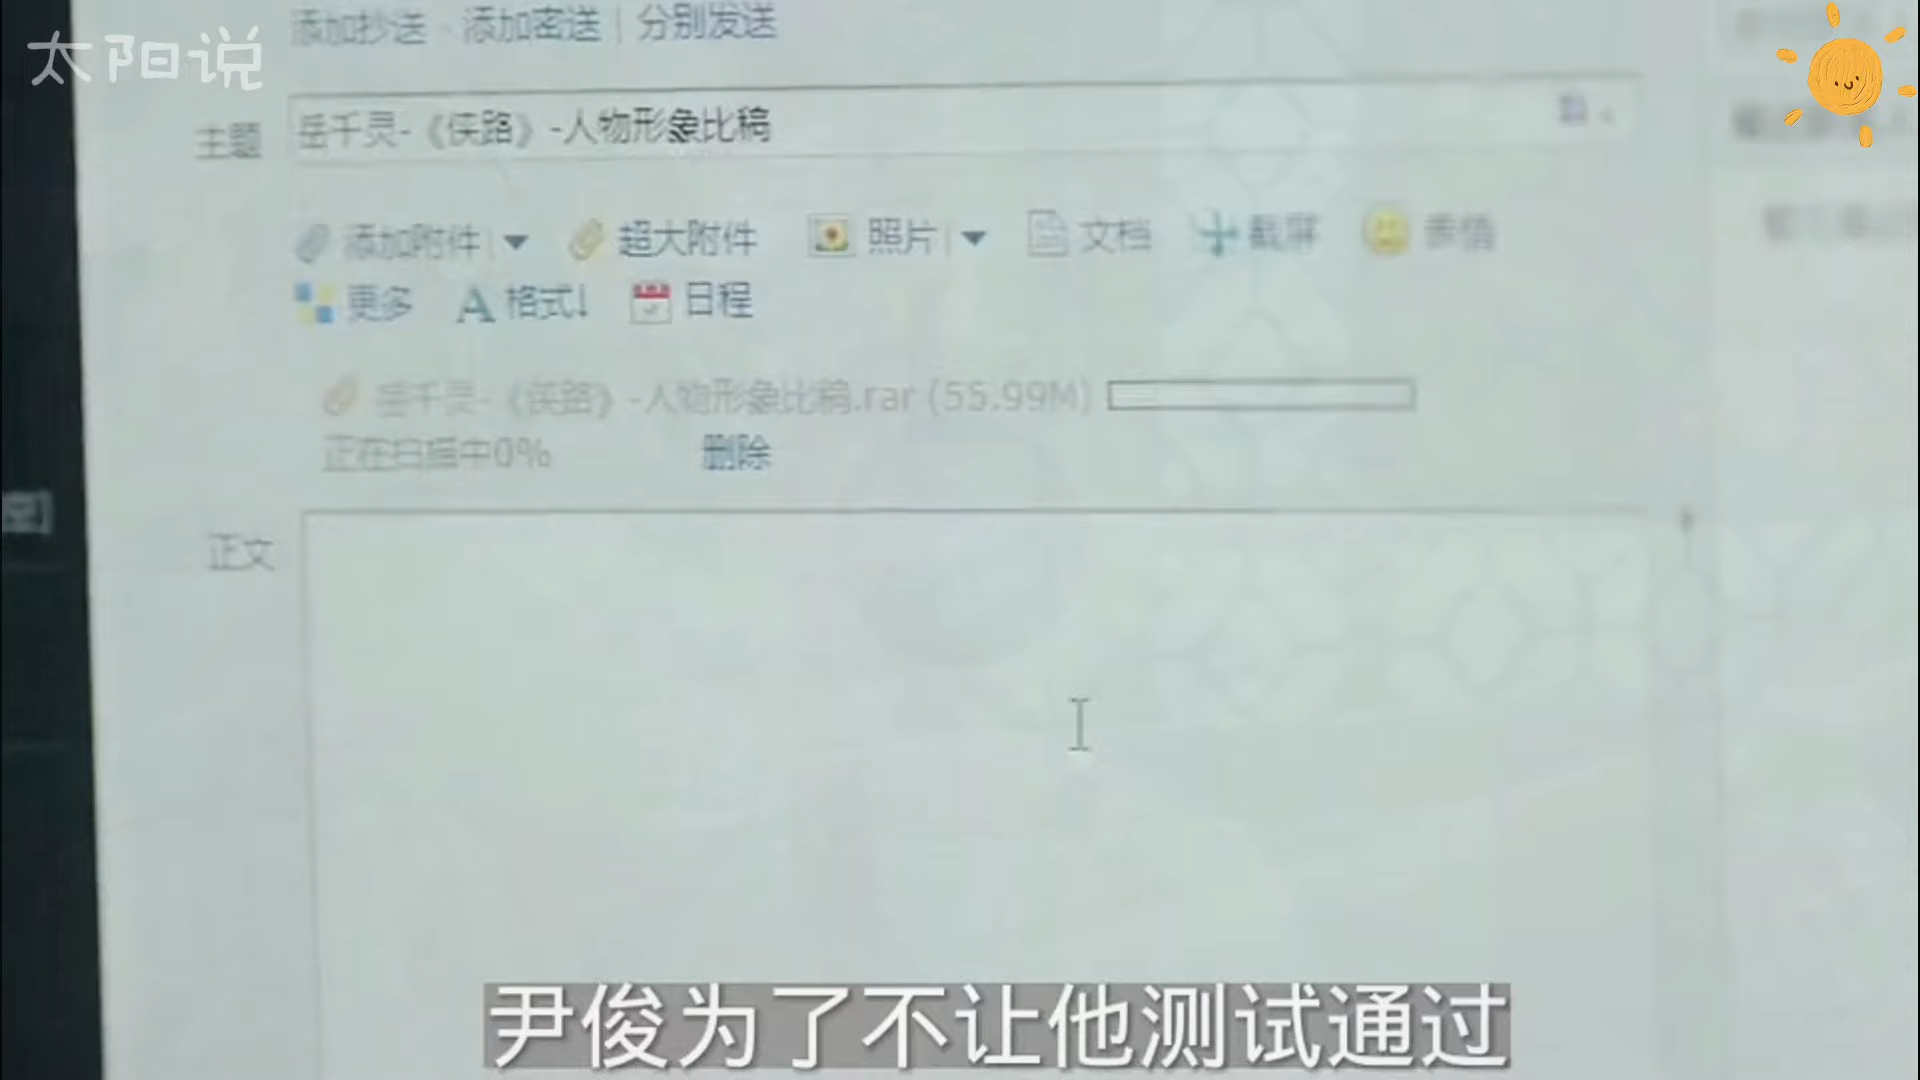 太阳说
添加抄送 - 添加密送 | 分别发送
主题 岳千灵-《侠路》-人物形象比稿
添加附件 超大附件 照片 文档 截屏 表情
更多 格式↓ 日程
岳千灵-《侠路》-人物形象比稿.rar (55.99M)
正在扫描中0% 删除
正文
尹俊为了不让他测试通过